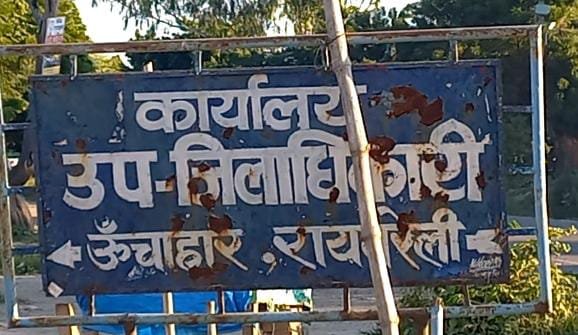 कार्यालय
उप-जिलाधिकारी
ऊँचाहार रायबरेली